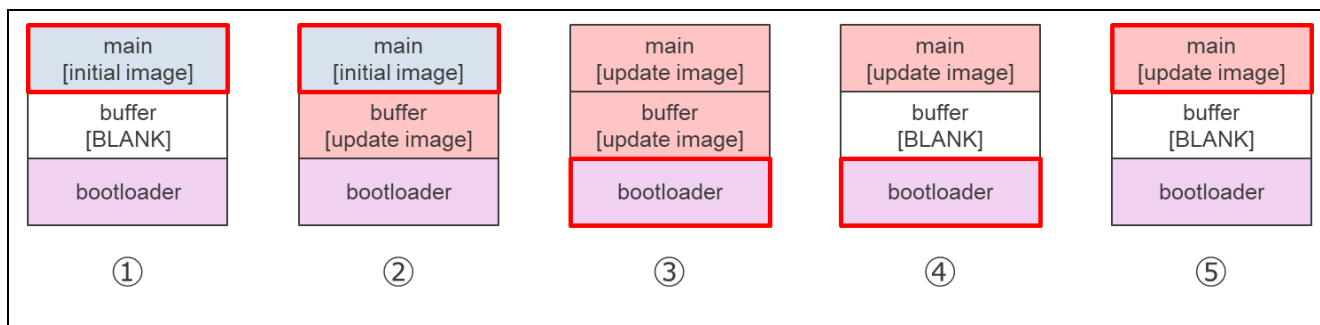 main
[initial image]
buffer
[BLANK]
bootloader
①
main
[initial image]
buffer
[update image]
bootloader
②
main
[update image]
buffer
[update image]
bootloader
③
main
[update image]
buffer
[BLANK]
bootloader
④
main
[update image]
buffer
[BLANK]
bootloader
⑤